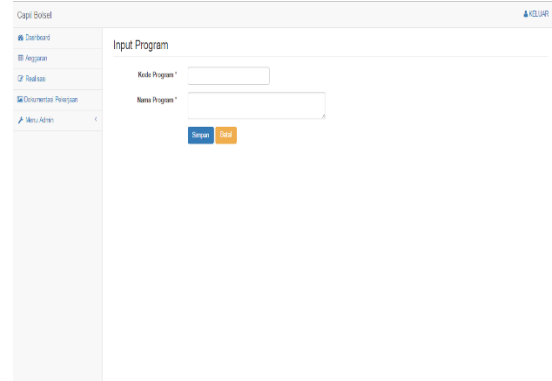 Capil Bolsel
KELUAR
Dashboard
Anggaran
Realisasi
Dokumentasi Pekerjaan
Menu Admin
Input Program
Kode Program *
Nama Program *
Simpan
Batal